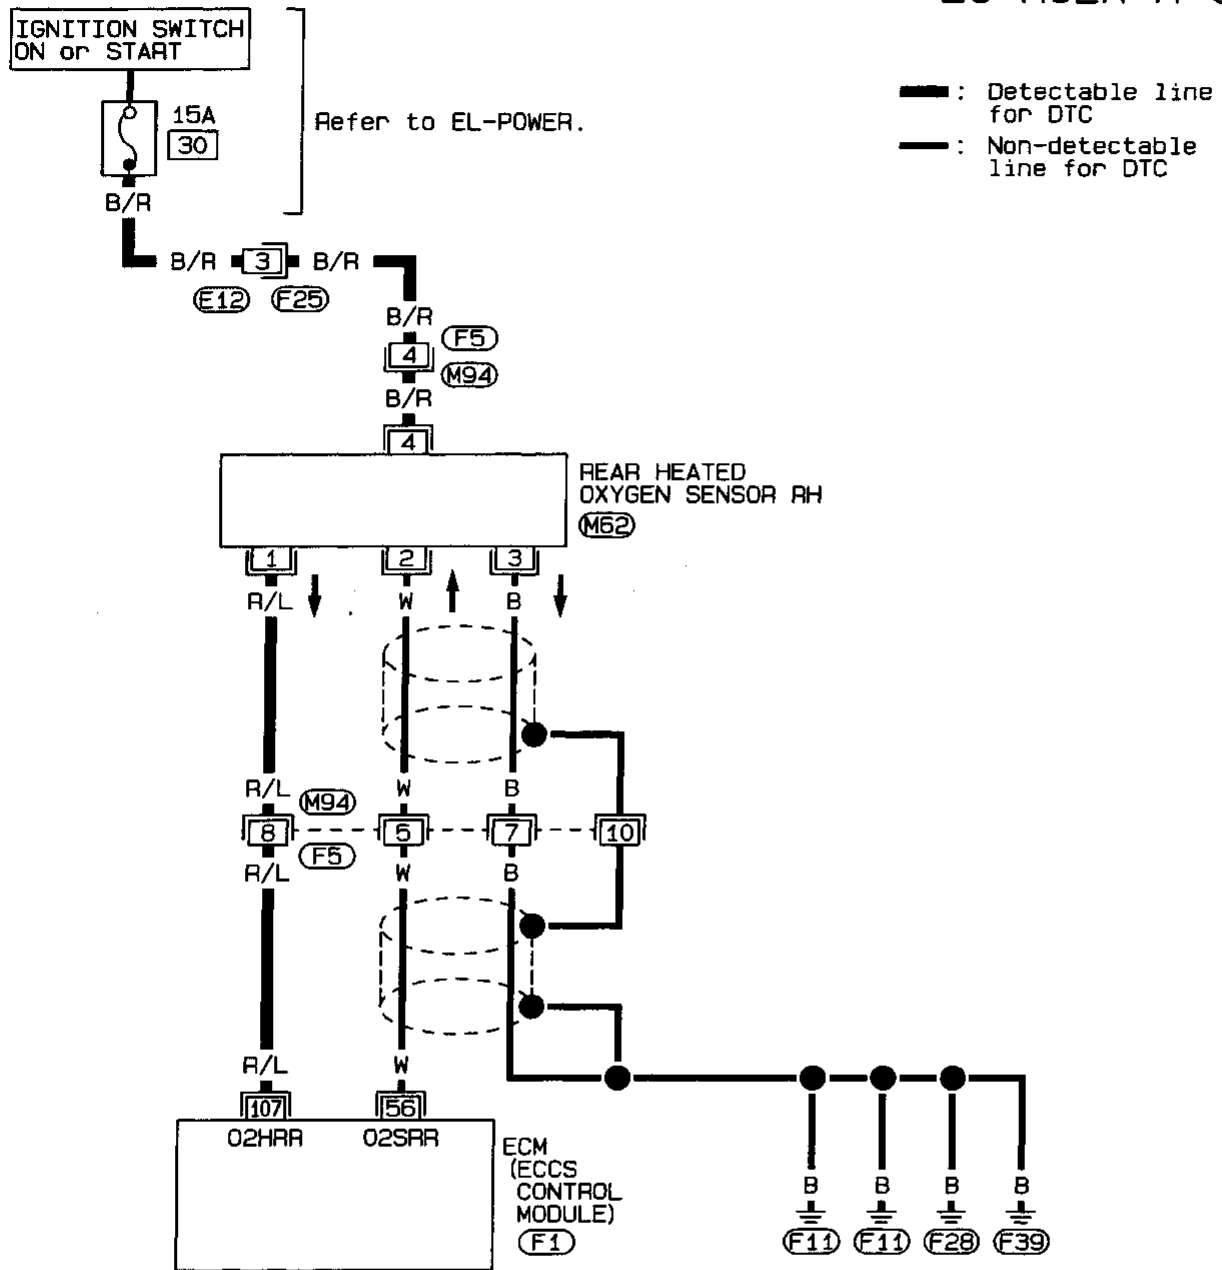 IGNITION SWITCH
ON or START
15A
30
Refer to EL-POWER.
: Detectable line
for DTC
: Non-detectable
line for DTC
B/R
B/R 3 B/R
E12 F25
B/R
F5
4
M94
B/R
4
REAR HEATED
OXYGEN SENSOR RH
M62
1 2 3
R/L W B
R/L W B
M94
8 5 7 10
F5
R/L W B
R/L W
107 56
O2HRR O2SRR
ECM
(ECCS
CONTROL
MODULE)
F1
B B B B
F11 F11 F28 F39